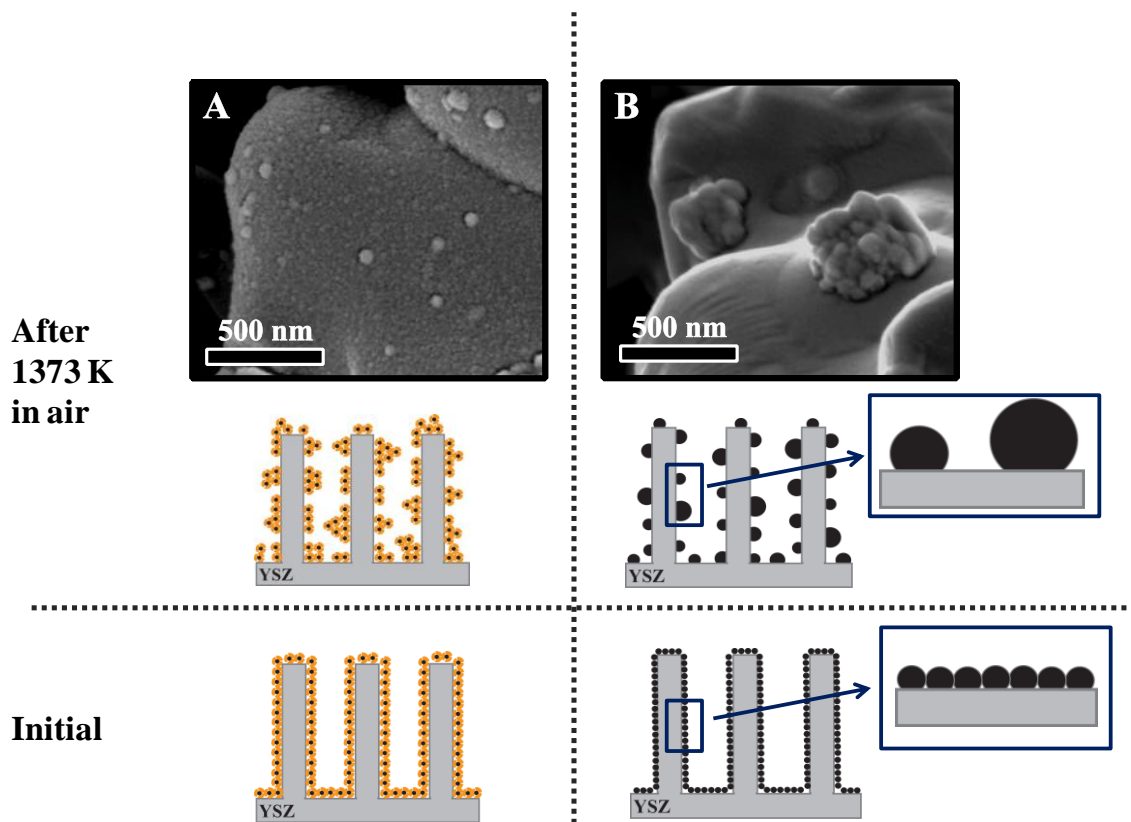 A
B
500 nm
500 nm
After
1373 K
in air
YSZ
YSZ
Initial
YSZ
YSZ